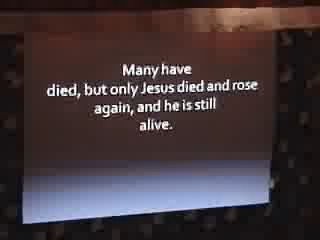 Many have
died, but only Jesus died and rose
again, and he is still
alive.